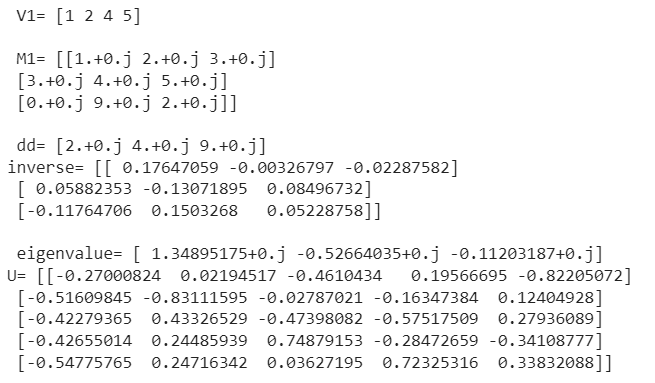 V1= [1 2 4 5]
M1= [[1.+0.j 2.+0.j 3.+0.j]
[3.+0.j 4.+0.j 5.+0.j]
[0.+0.j 9.+0.j 2.+0.j]]
dd= [2.+0.j 4.+0.j 9.+0.j]
inverse= [[ 0.17647059 -0.00326797 -0.02287582]
[ 0.05882353 -0.13071895  0.08496732]
[-0.11764706  0.1503268   0.05228758]]
eigenvalue= [ 1.34895175+0.j -0.52664035+0.j -0.11203187+0.j]
U= [[-0.27000824  0.02194517 -0.4610434   0.19566695 -0.82205072]
[-0.51609845 -0.83111595 -0.02787021 -0.16347384  0.12404928]
[-0.42279365  0.43326529 -0.47398082 -0.57517509  0.27936089]
[-0.42655014  0.24485939  0.74879153 -0.28472659 -0.34108777]
[-0.54775765  0.24716342  0.03627195  0.72325316  0.33832088]]